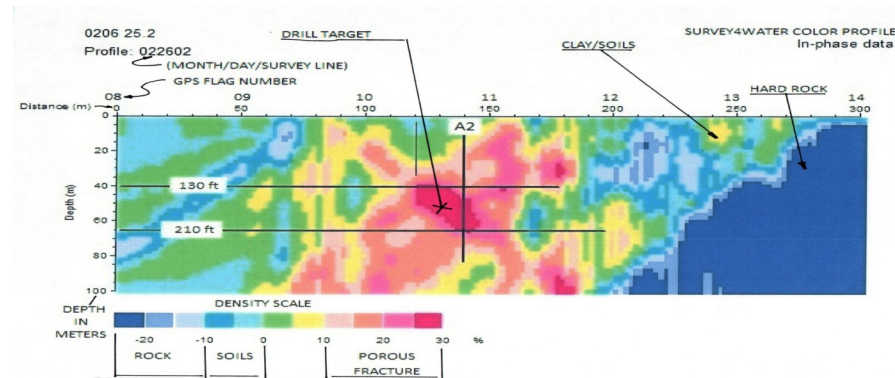 0206 25.2
DRILL TARGET
SURVEY4WATER COLOR PROFILE
Profile: 022602
In-phase data
CLAY/SOILS
(MONTH/DAY/SURVEY LINE)
GPS FLAG NUMBER
HARD ROCK
08 09 10 11 12 13 14
Distance (m) 0 50 100 150 200 250 300
A2
0
20
130 ft
40
60
210 ft
80
100
Depth (m)
DEPTH
IN
METERS
DENSITY SCALE
-20 -10 0 10 20 30 %
ROCK SOILS POROUS
FRACTURE